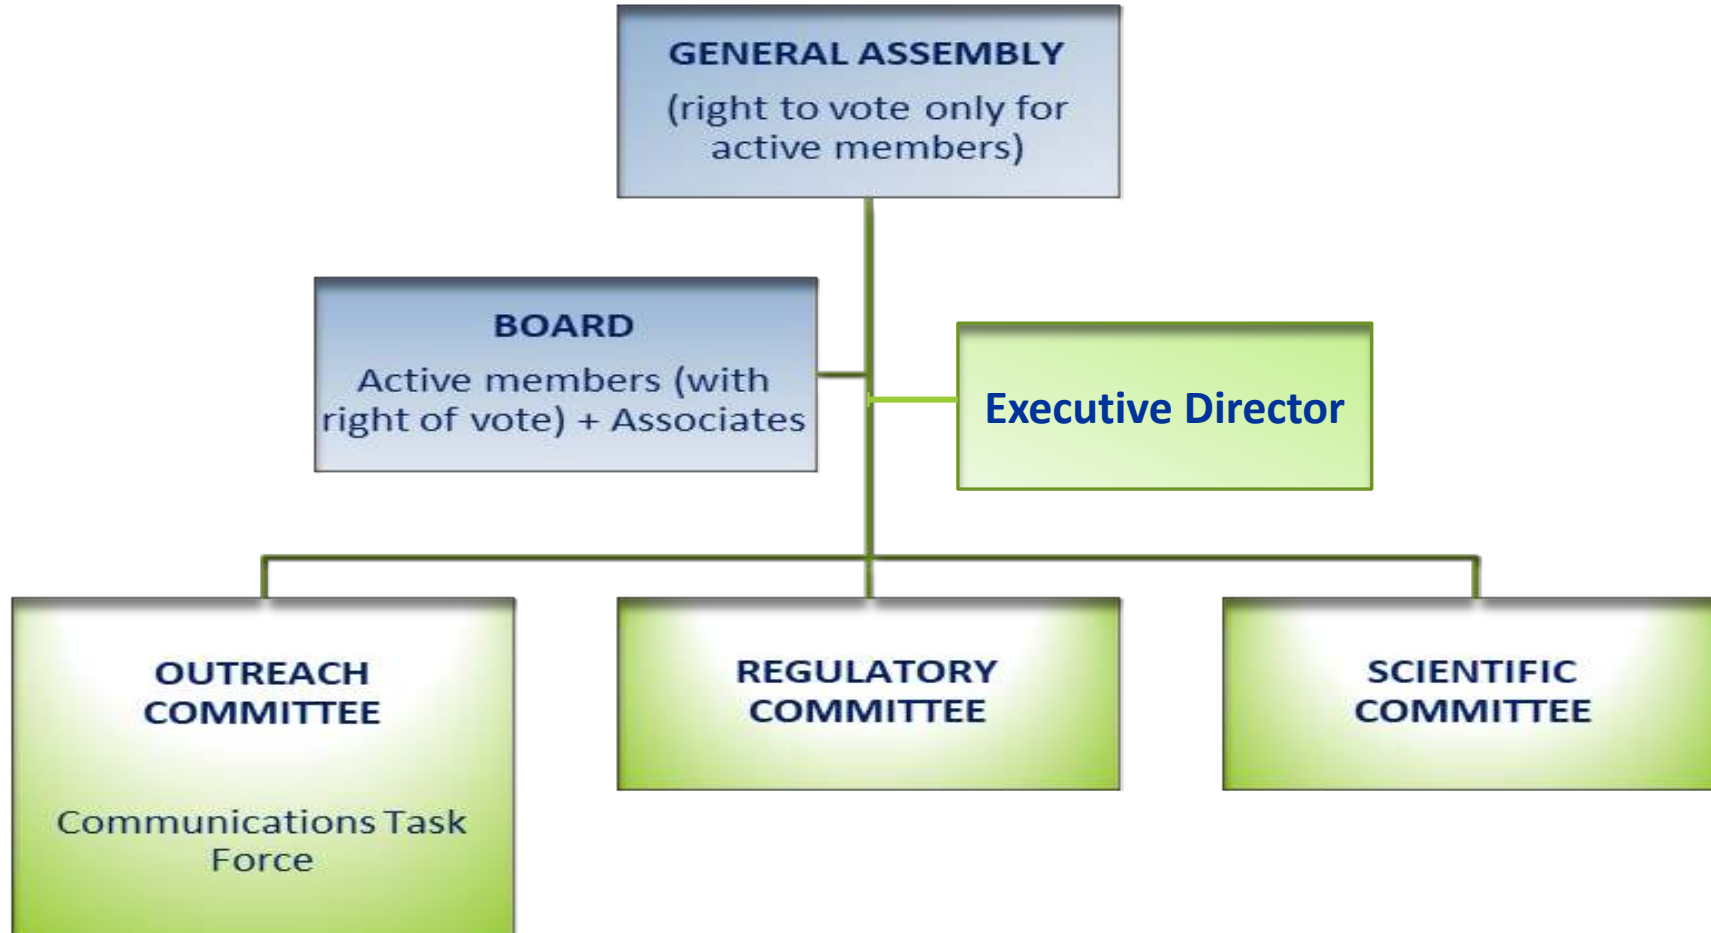 GENERAL ASSEMBLY
(right to vote only for
active members)
BOARD
Active members (with
right of vote) + Associates
Executive Director
OUTREACH
COMMITTEE
Communications Task
Force
REGULATORY
COMMITTEE
SCIENTIFIC
COMMITTEE